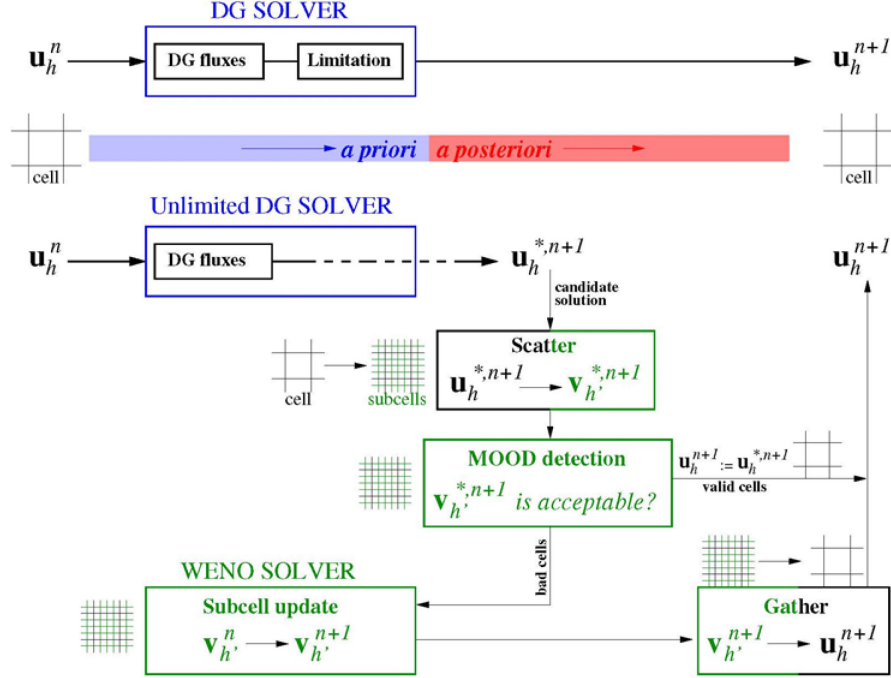 DG SOLVER
u_h^n DG fluxes Limitation u_h^{n+1}
cell a priori a posteriori cell
Unlimited DG SOLVER
u_h^n DG fluxes u_h^{*,n+1} u_h^{n+1}
candidate
solution
Scatter
u_h^{*,n+1} v_{h'}^{*,n+1}
cell subcells
MOOD detection
v_{h'}^{*,n+1} is acceptable?
u_h^{n+1} := u_h^{*,n+1}
valid cells
bad cells
WENO SOLVER
Subcell update
v_{h'}^n v_{h'}^{n+1}
Gather
v_{h'}^{n+1} u_h^{n+1}